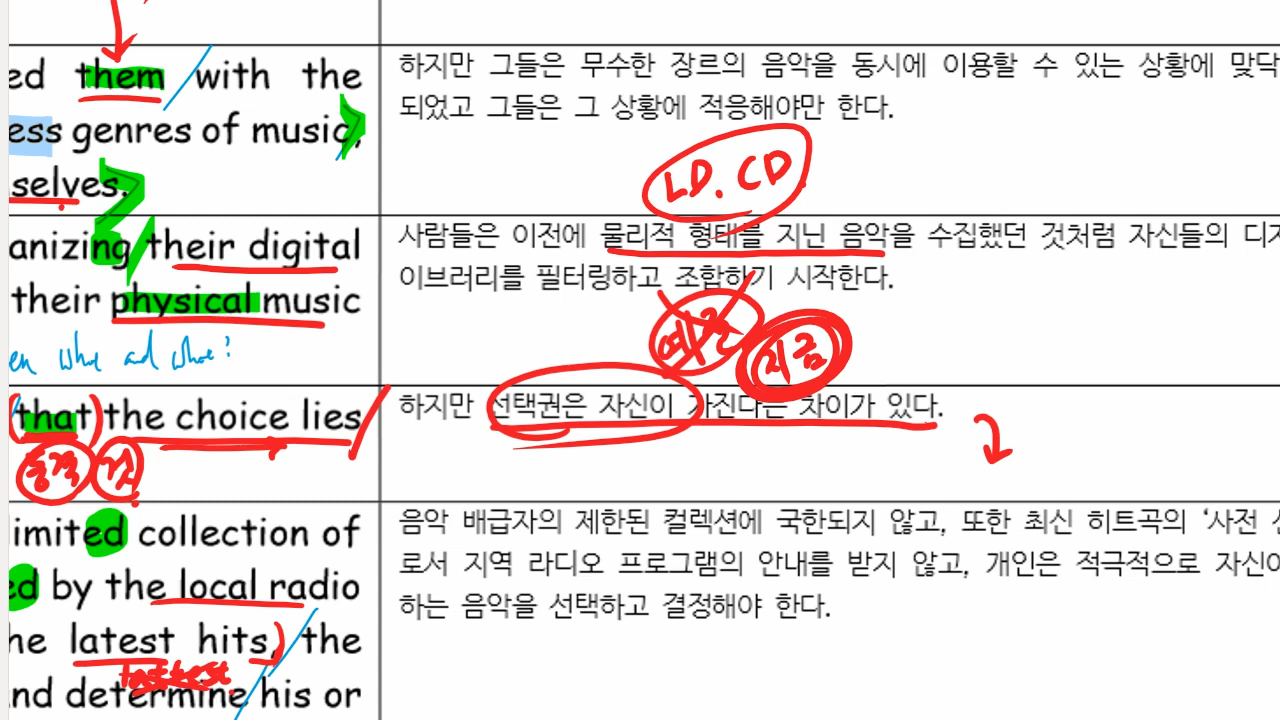 ed them with the
ess genres of music,
selves.
하지만 그들은 무수한 장르의 음악을 동시에 이용할 수 있는 상황에 맞닥
되었고 그들은 그 상황에 적응해야만 한다.
LD. CD
anizing their digital
their physical music
en who and whoe?
사람들은 이전에 물리적 형태를 지닌 음악을 수집했던 것처럼 자신들의 디지
이브러리를 필터링하고 조합하기 시작한다.
예전
지금
that the choice lies
동격 것
하지만 선택권은 자신이 가진다는 차이가 있다.
limited collection of
ed by the local radio
he latest hits, the
lastest
nd determine his or
음악 배급자의 제한된 컬렉션에 국한되지 않고, 또한 최신 히트곡의 ‘사전 선
로서 지역 라디오 프로그램의 안내를 받지 않고, 개인은 적극적으로 자신이
하는 음악을 선택하고 결정해야 한다.